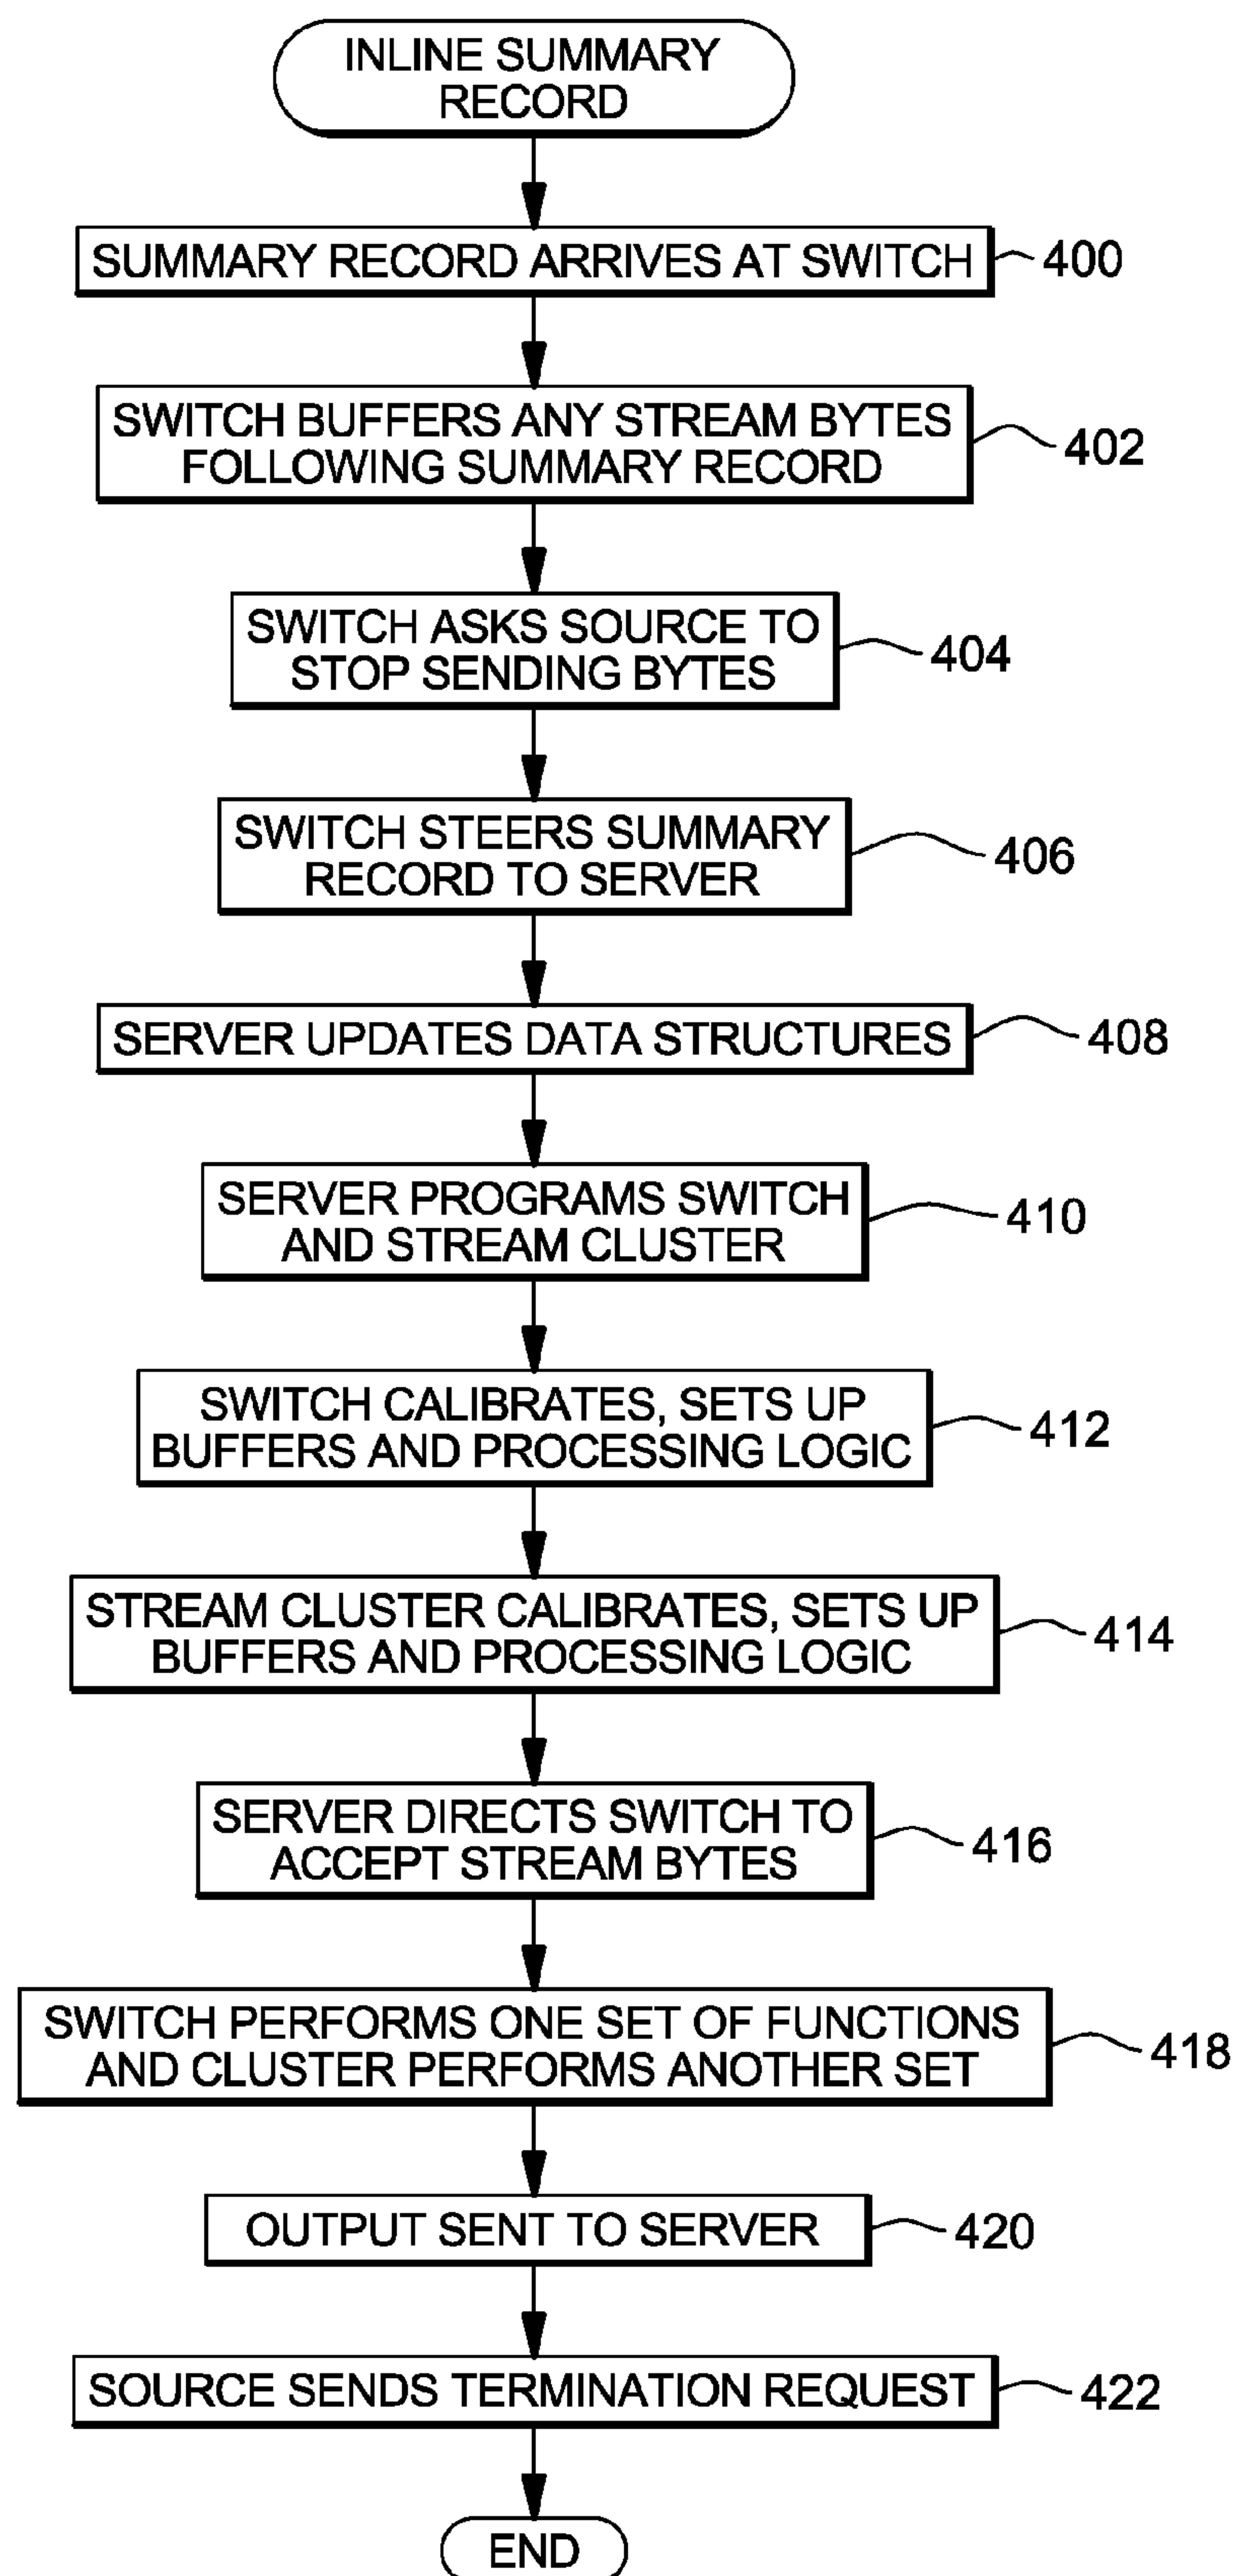 INLINE SUMMARY
RECORD
SUMMARY RECORD ARRIVES AT SWITCH
400
SWITCH BUFFERS ANY STREAM BYTES
FOLLOWING SUMMARY RECORD
402
SWITCH ASKS SOURCE TO
STOP SENDING BYTES
404
SWITCH STEERS SUMMARY
RECORD TO SERVER
406
SERVER UPDATES DATA STRUCTURES
408
SERVER PROGRAMS SWITCH
AND STREAM CLUSTER
410
SWITCH CALIBRATES, SETS UP
BUFFERS AND PROCESSING LOGIC
412
STREAM CLUSTER CALIBRATES, SETS UP
BUFFERS AND PROCESSING LOGIC
414
SERVER DIRECTS SWITCH TO
ACCEPT STREAM BYTES
416
SWITCH PERFORMS ONE SET OF FUNCTIONS
AND CLUSTER PERFORMS ANOTHER SET
418
OUTPUT SENT TO SERVER
420
SOURCE SENDS TERMINATION REQUEST
422
END